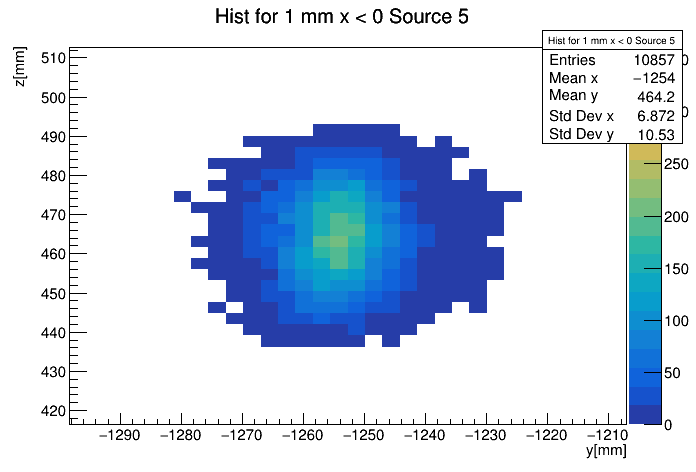 Hist for 1 mm x < 0 Source 5
Hist for 1 mm x < 0 Source 5
Entries 10857
Mean x −1254
Mean y 464.2
Std Dev x 6.872
Std Dev y 10.53
z[mm]
510
500
490
480
470
460
450
440
430
420
−1290 −1280 −1270 −1260 −1250 −1240 −1230 −1220 −1210
y[mm]
250
200
150
100
50
0